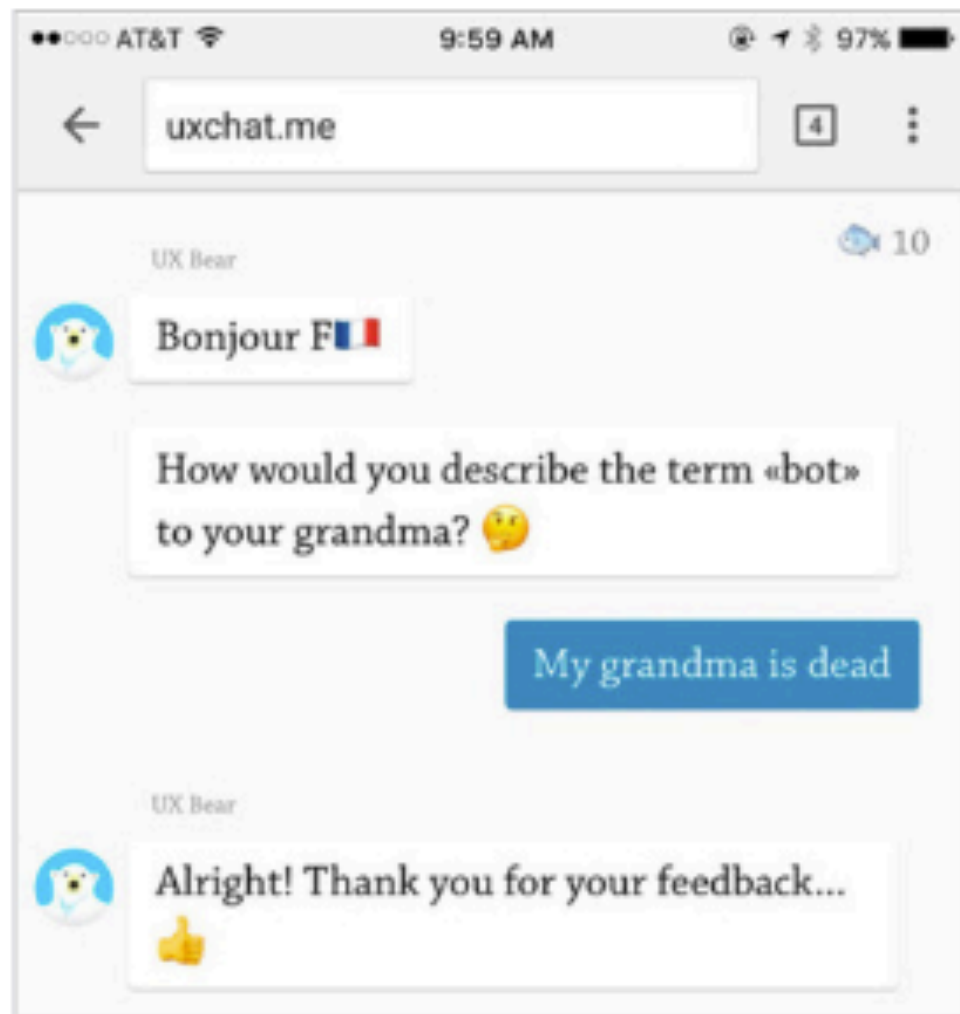 AT&T 9:59 AM 97%
uxchat.me 4
🐟 10
UX Bear
Bonjour F🇫🇷
How would you describe the term «bot»
to your grandma? 🤔
My grandma is dead
UX Bear
Alright! Thank you for your feedback...
👍